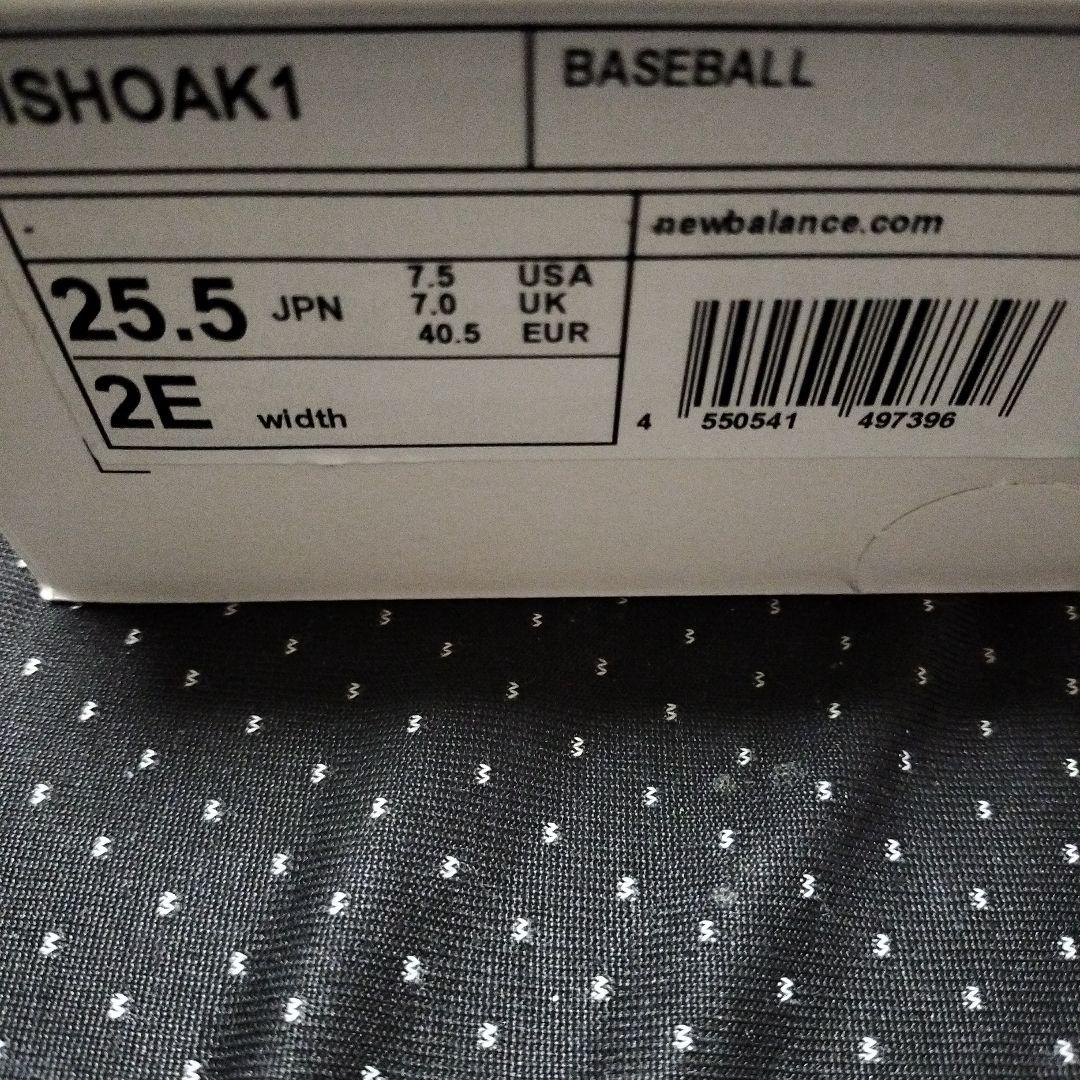 ISHOAK1
BASEBALL
-
newbalance.com
25.5 JPN
7.5 USA
7.0 UK
40.5 EUR
2E width
4 550541 497396